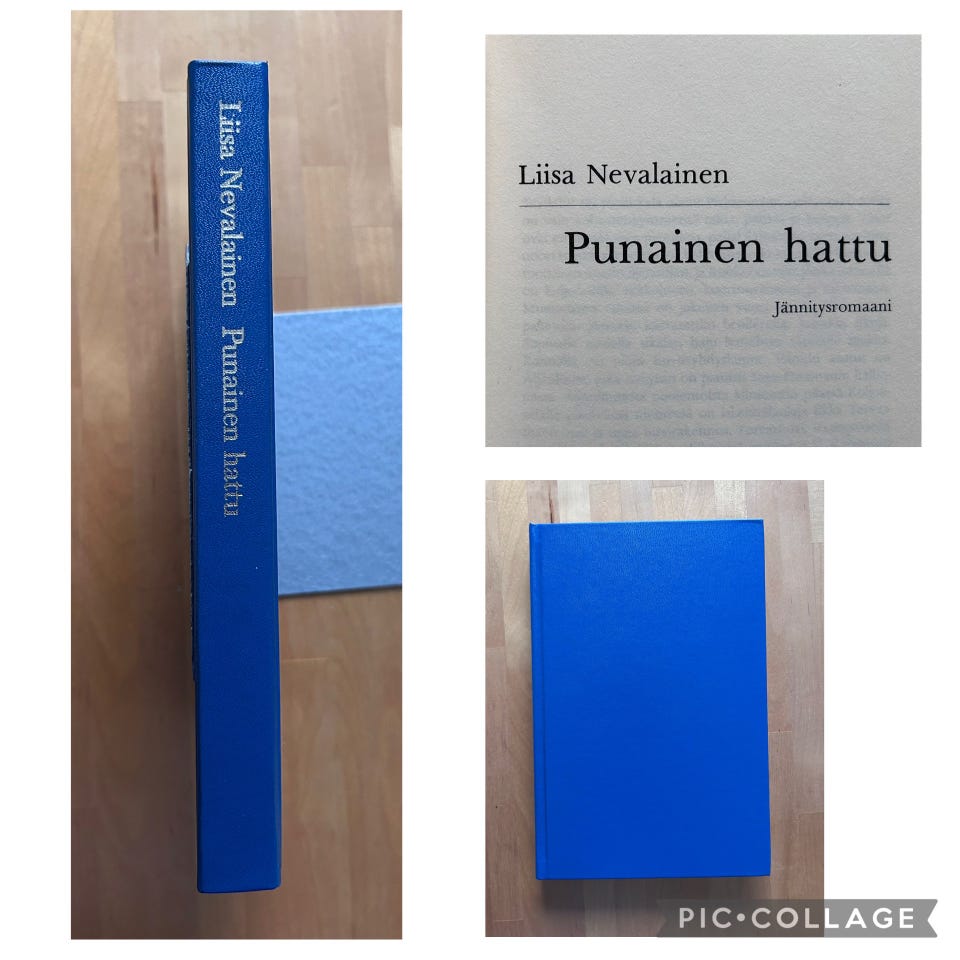 Liisa Nevalainen Punainen hattu
Liisa Nevalainen
Punainen hattu
Jännitysromaani
PIC•COLLAGE